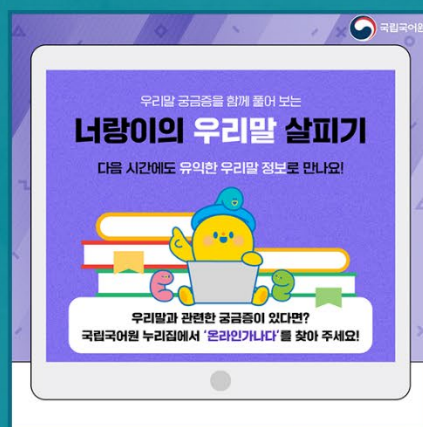 국립국어원
우리말 궁금증을 함께 풀어 보는
너랑이의 우리말 살피기
다음 시간에도 유익한 우리말 정보로 만나요!
우리말과 관련한 궁금증이 있다면?
국립국어원 누리집에서 '온라인가나다'를 찾아 주세요!